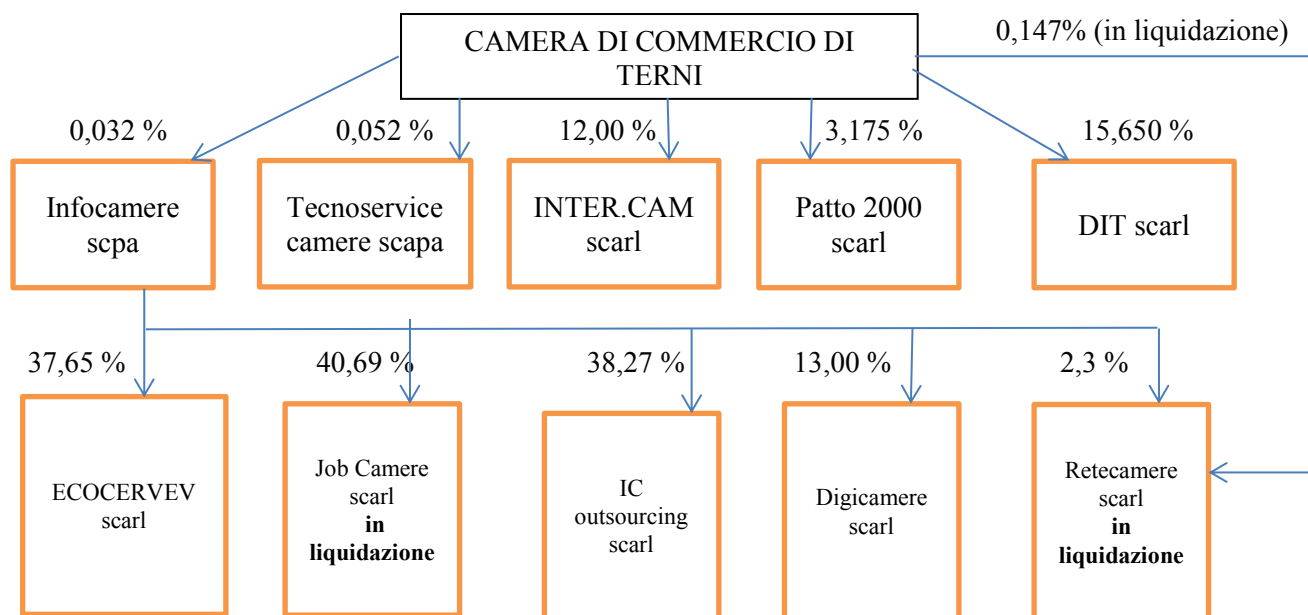 CAMERA DI COMMERCIO DI
TERNI
0,147% (in liquidazione)
0,032 %
0,052 %
12,00 %
3,175 %
15,650 %
Infocamere
scpa
Tecnoservice
camere scapa
INTER.CAM
scarl
Patto 2000
scarl
DIT scarl
37,65 %
40,69 %
38,27 %
13,00 %
2,3 %
ECOCERVEV
scarl
Job Camere
scarl
in
liquidazione
IC
outsourcing
scarl
Digicamere
scarl
Retecamere
scarl
in
liquidazione